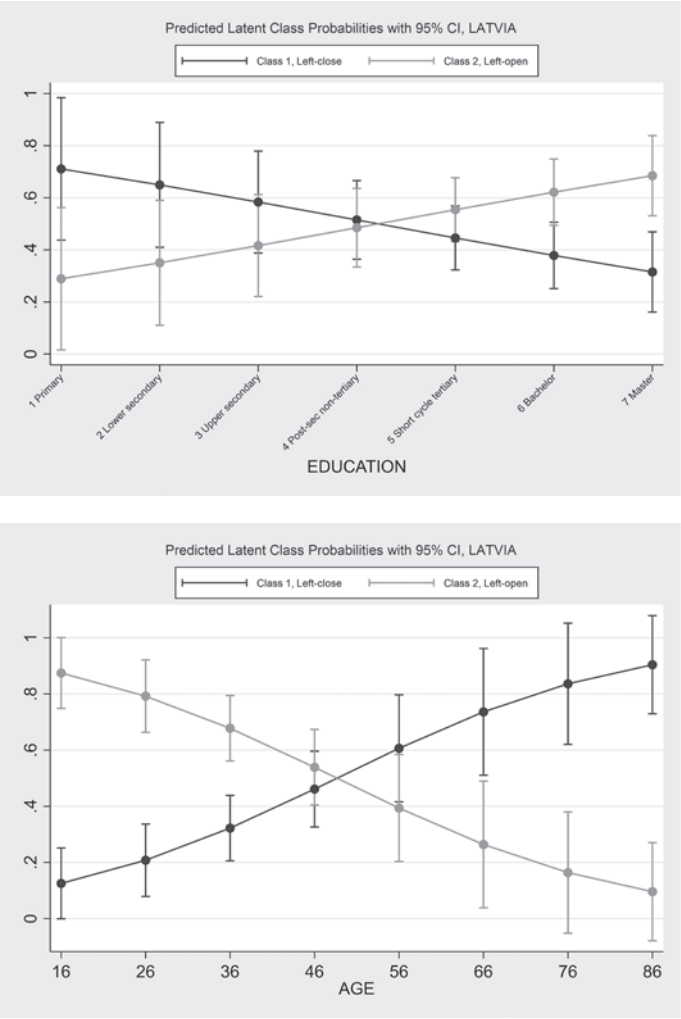 Predicted Latent Class Probabilities with 95% CI, LATVIA
Class 1, Left-close Class 2, Left-open
1
.8
.6
.4
.2
0
1 Primary
2 Lower secondary
3 Upper secondary
4 Post-sec non-tertiary
5 Short cycle tertiary
6 Bachelor
7 Master
EDUCATION
Predicted Latent Class Probabilities with 95% CI, LATVIA
Class 1, Left-close Class 2, Left-open
1
.8
.6
.4
.2
0
16 26 36 46 56 66 76 86
AGE